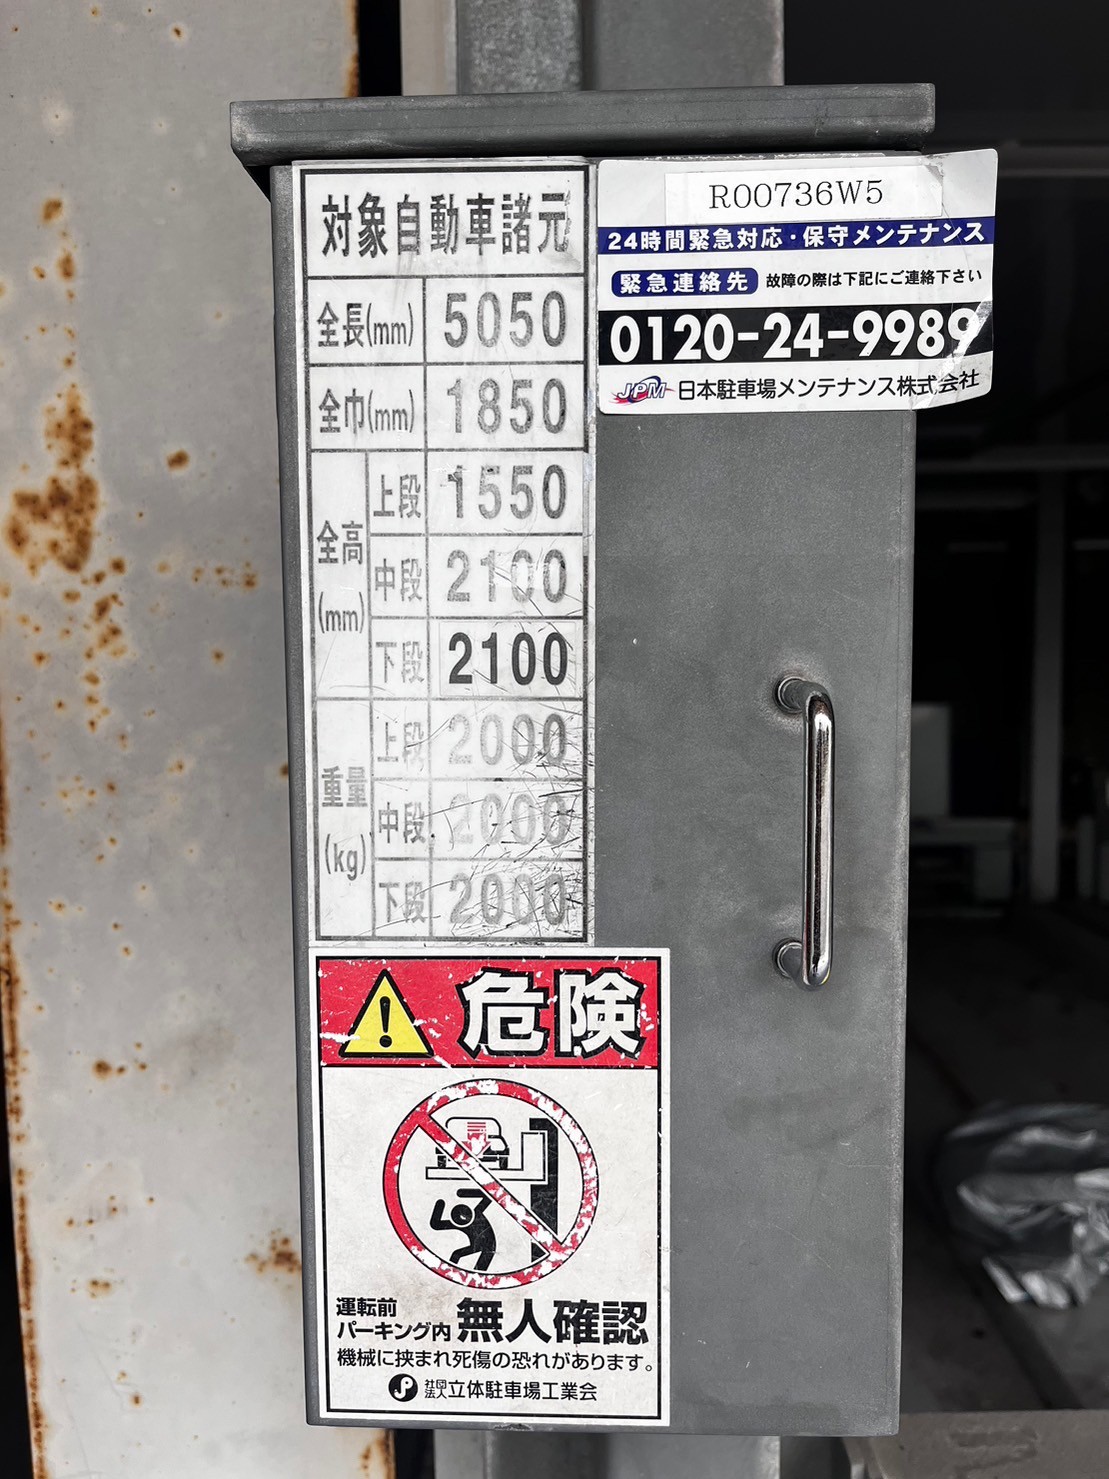 対象自動車諸元
全長(mm) 5050
全巾(mm) 1850
全高(mm)
上段 1550
中段 2100
下段 2100
重量(kg)
上段 2000
中段 2000
下段 2000
R00736W5
24時間緊急対応・保守メンテナンス
緊急連絡先 故障の際は下記にご連絡下さい
0120-24-9989
JPM 日本駐車場メンテナンス株式会社
危険
運転前
パーキング内 無人確認
機械に挟まれ死傷の恐れがあります。
社団法人 立体駐車場工業会